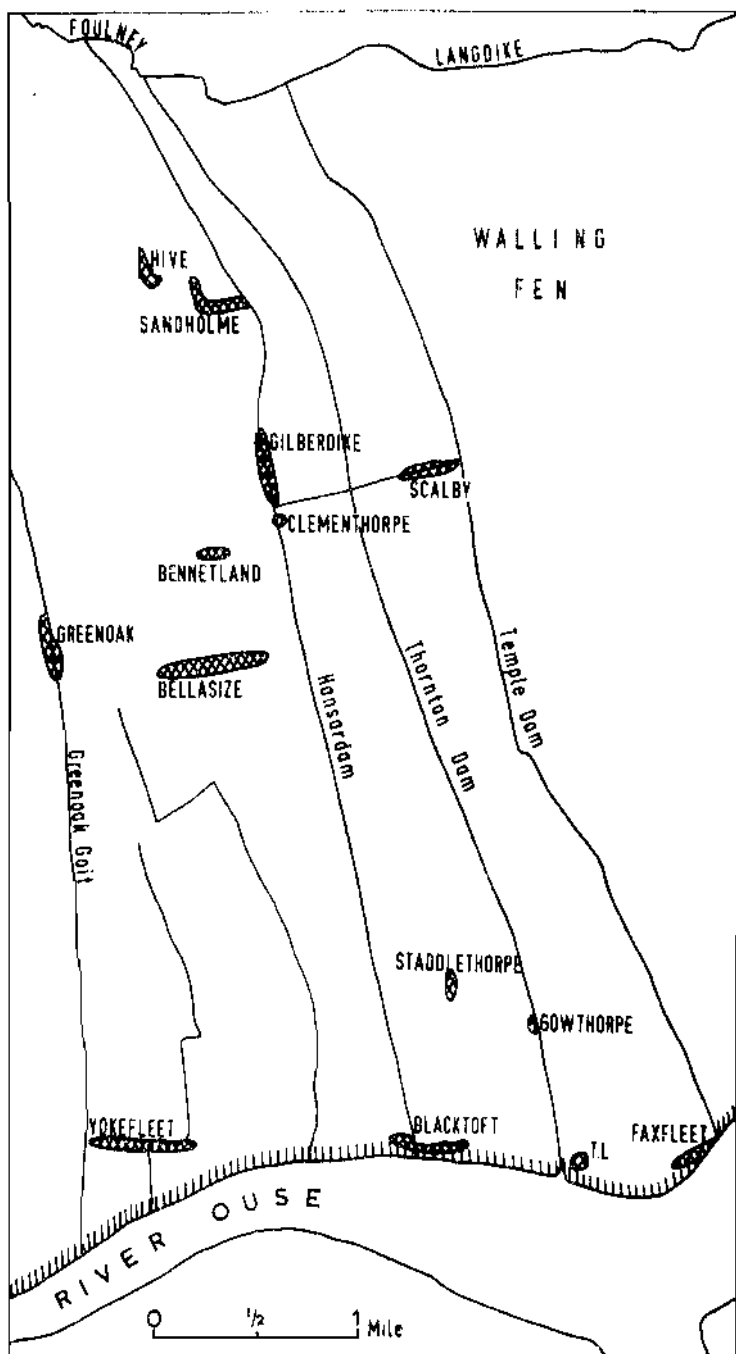 FOULNEY
LANGDIKE
WALLING
FEN
HIVE
SANDHOLME
GILBERDIKE
SCALBY
CLEMENTHORPE
BENNETLAND
GREENOAK
BELLASIZE
Hansardam
Thornton Dam
Temple Dam
Greenoak Goit
STADDLETHORPE
GOWTHORPE
YOKEFLEET
BLACKTOFT
T.L
FAXFLEET
RIVER OUSE
0 1/2 1 Mile